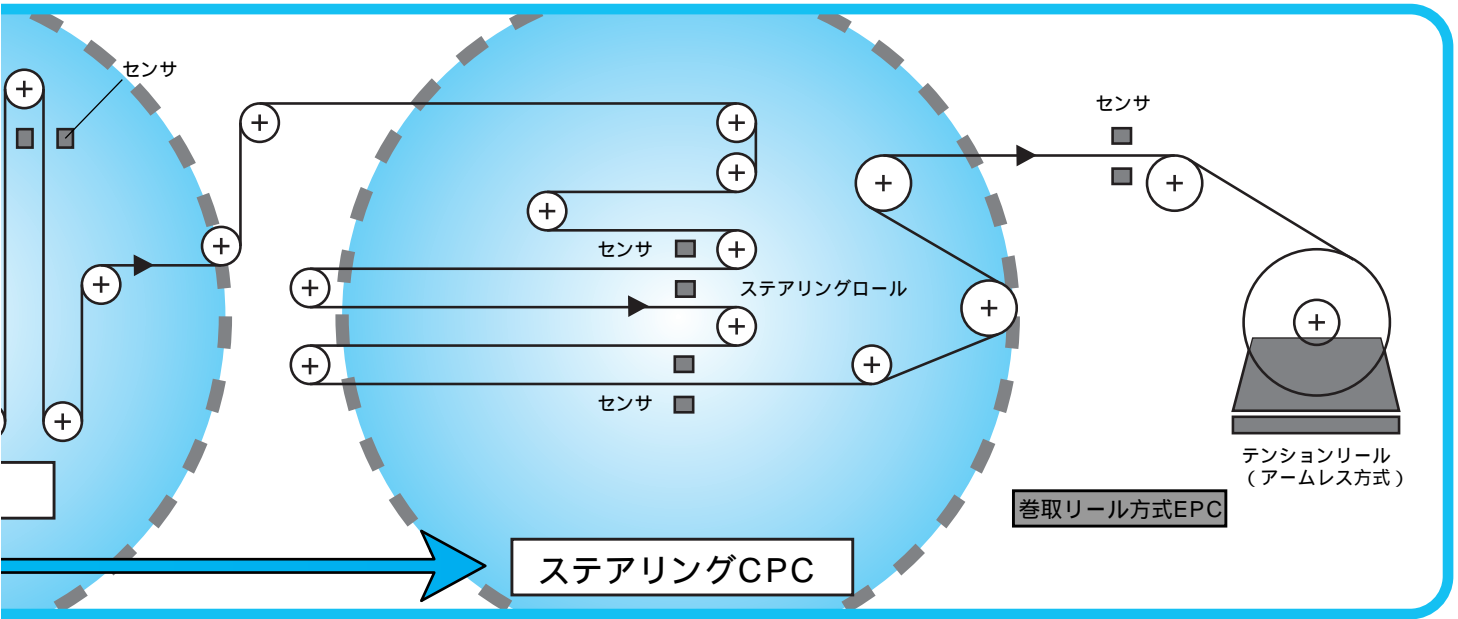 センサ
センサ
センサ
ステアリングロール
センサ
テンションリール
（アームレス方式）
巻取リール方式EPC
ステアリングCPC